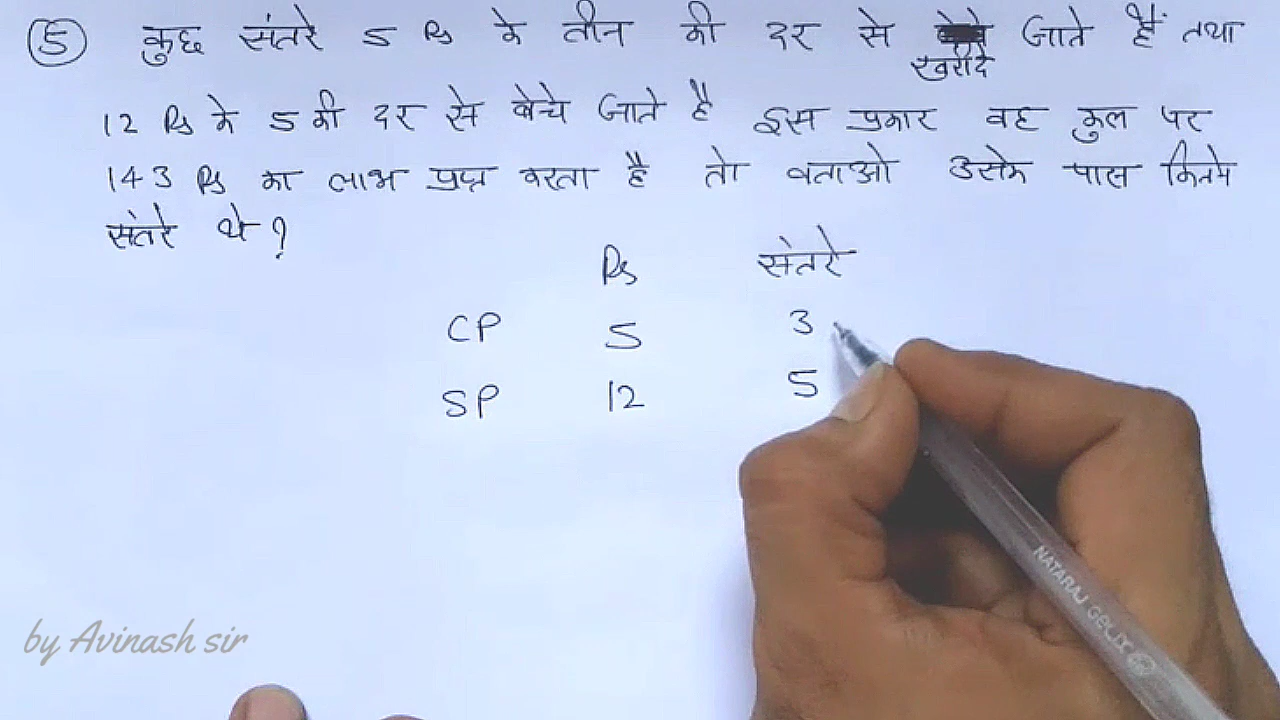 (5) कुछ संतरे 5 Rs के तीन की दर से खरीदे जाते हैं तथा
12 Rs के 5 की दर से बेचे जाते है इस प्रकार वह कुल पर
143 Rs का लाभ प्रप्त करता है तो बताओ उसके पास कितने
संतरे थे ?
Rs संतरे
CP 5 3
SP 12 5
by Avinash sir
NATARAJ GELIX